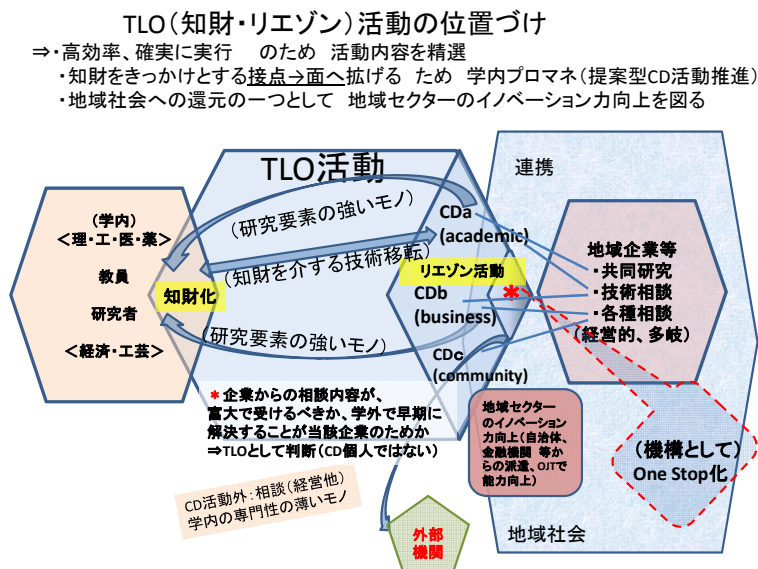 TLO(知財・リエゾン)活動の位置づけ
⇒・高効率、確実に実行　のため 活動内容を精選
・知財をきっかけとする接点→面へ拡げる ため 学内プロマネ(提案型CD活動推進)
・地域社会への還元の一つとして 地域セクターのイノベーション力向上を図る
TLO活動
連携
(学内)
<理・工・医・薬>
教員
研究者
<経済・工芸>
知財化
(研究要素の強いモノ)
(知財を介する技術移転)
(研究要素の強いモノ)
CDa
(academic)
リエゾン活動
*
CDb
(business)
CDc
(community)
地域企業等
・共同研究
・技術相談
・各種相談
(経営的、多岐)
*企業からの相談内容が、
富大で受けるべきか、学外で早期に
解決することが当該企業のためか
⇒TLOとして判断(CD個人ではない)
地域セクター
のイノベーション
力向上(自治体、
金融機関 等か
らの派遣、OJTで
能力向上)
(機構として)
One Stop化
CD活動外:相談(経営他)
学内の専門性の薄いモノ
外部
機関
地域社会